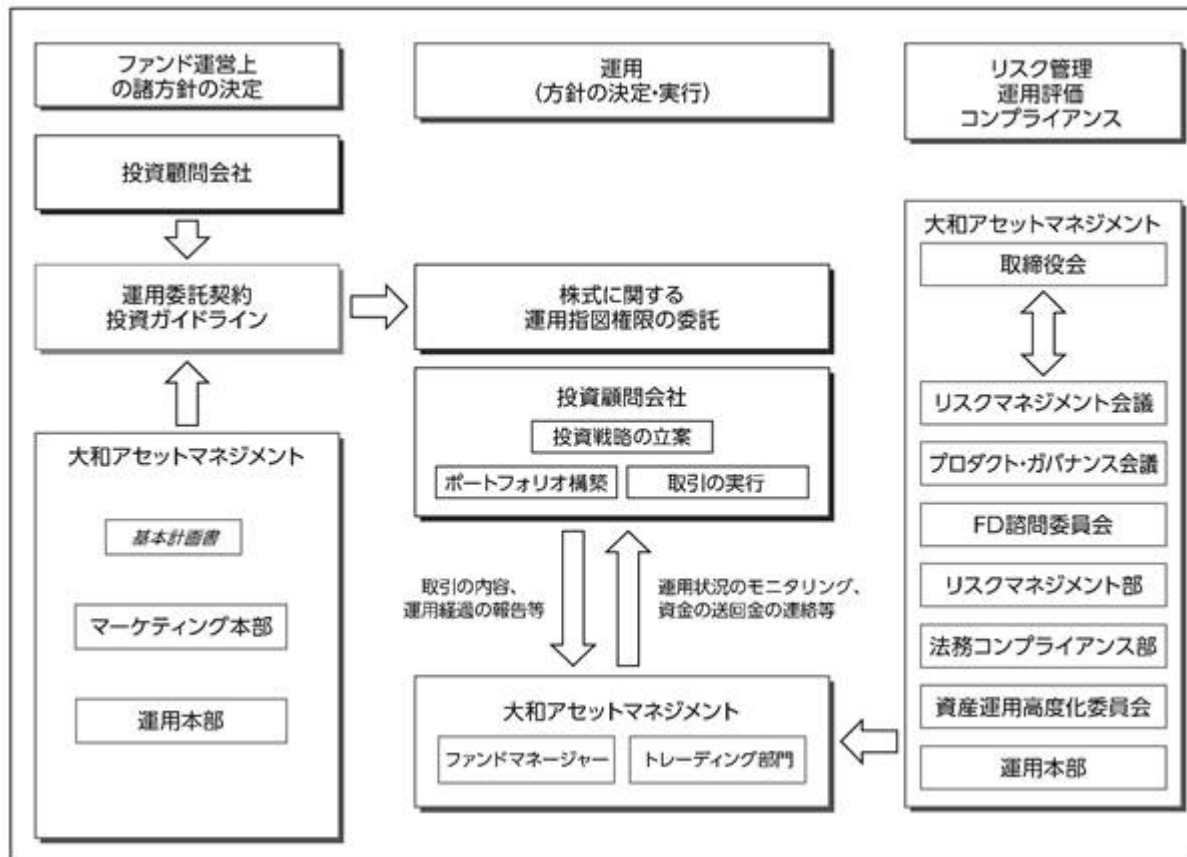 ファンド運営上
の諸方針の決定
投資顧問会社
運用委託契約
投資ガイドライン
大和アセットマネジメント
基本計画書
マーケティング本部
運用本部
運用
(方針の決定・実行)
株式に関する
運用指図権限の委託
投資顧問会社
投資戦略の立案
ポートフォリオ構築
取引の実行
取引の内容、
運用経過の報告等
運用状況のモニタリング、
資金の送回金の連絡等
大和アセットマネジメント
ファンドマネージャー
トレーディング部門
リスク管理
運用評価
コンプライアンス
大和アセットマネジメント
取締役会
リスクマネジメント会議
プロダクト・ガバナンス会議
FD諮問委員会
リスクマネジメント部
法務コンプライアンス部
資産運用高度化委員会
運用本部